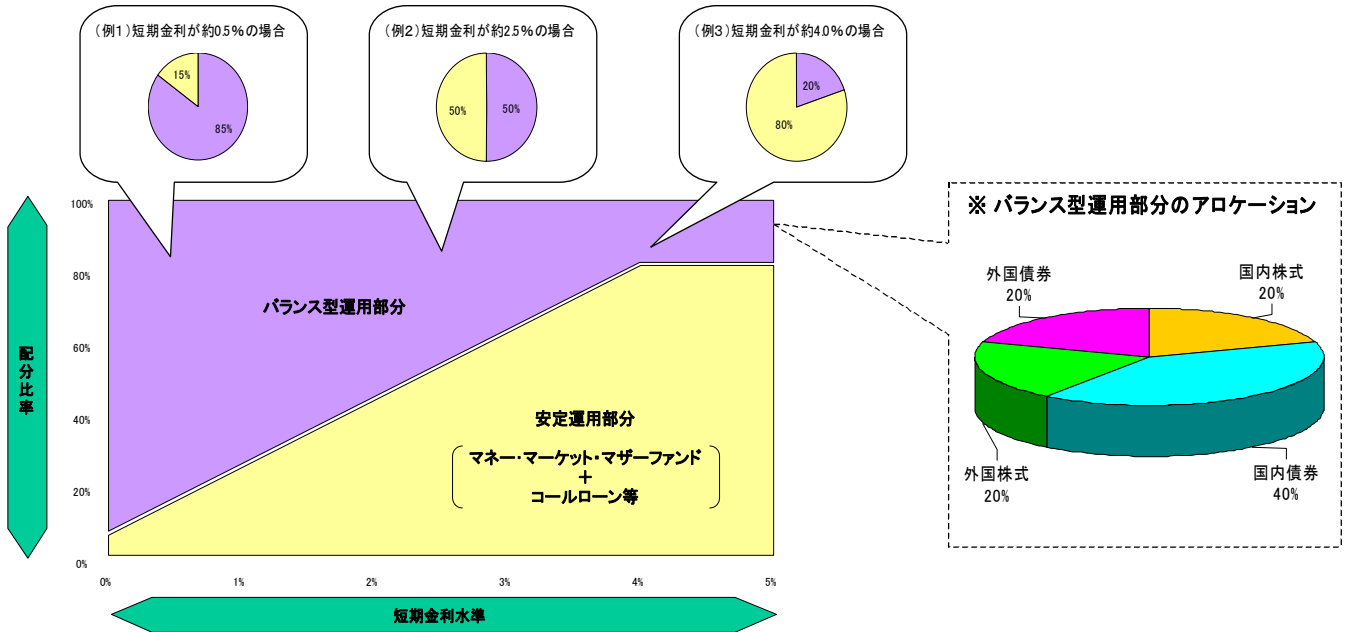 (例1)短期金利が約0.5%の場合
15%
85%
(例2)短期金利が約2.5%の場合
50%
50%
(例3)短期金利が約4.0%の場合
20%
80%
配分比率
100%
80%
60%
40%
20%
0%
バランス型運用部分
安定運用部分
マネー・マーケット・マザーファンド
+
コールローン等
0%
1%
2%
3%
4%
5%
短期金利水準
※ バランス型運用部分のアロケーション
外国債券
20%
国内株式
20%
外国株式
20%
国内債券
40%